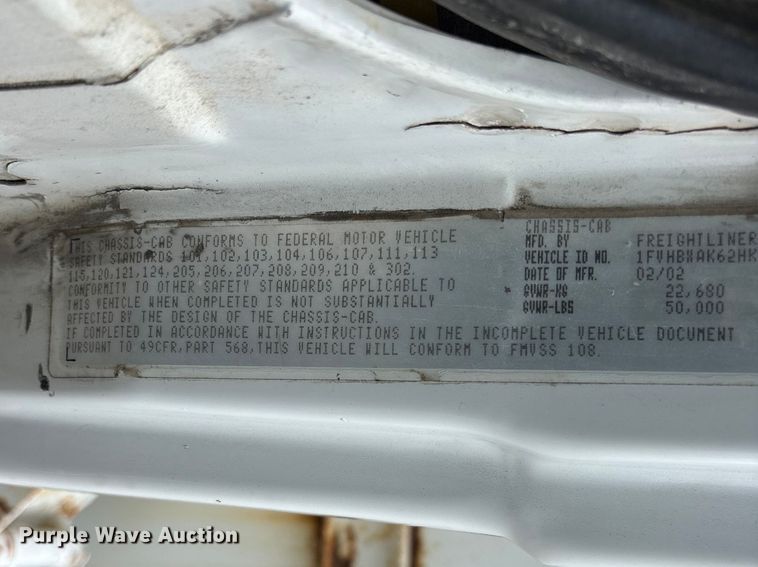 THIS CHASSIS-CAB CONFORMS TO FEDERAL MOTOR VEHICLE
SAFETY STANDARDS 101,102,103,104,106,107,111,113
115,120,121,124,205,206,207,208,209,210 & 302.
CONFORMITY TO OTHER SAFETY STANDARDS APPLICABLE TO
THIS VEHICLE WHEN COMPLETED IS NOT SUBSTANTIALLY
AFFECTED BY THE DESIGN OF THE CHASSIS-CAB.
IF COMPLETED IN ACCORDANCE WITH INSTRUCTIONS IN THE INCOMPLETE VEHICLE DOCUMENT
PURSUANT TO 49CFR,PART 568,THIS VEHICLE WILL CONFORM TO FMVSS 108.
CHASSIS-CAB
MFD. BY FREIGHTLINER
VEHICLE ID NO. 1FVHBXAK62HK
DATE OF MFR. 02/02
GVWR-KG 22,680
GVWR-LBS 50,000
Purple Wave Auction